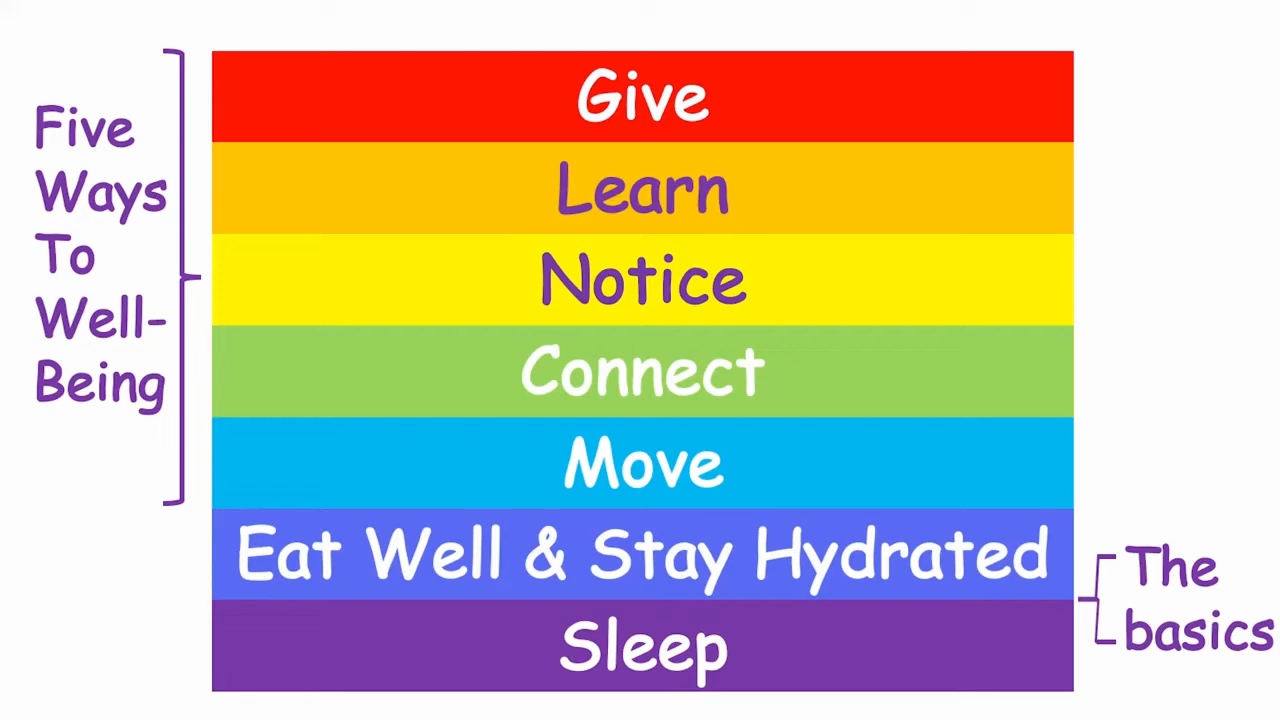 Five
Ways
To
Well-
Being
Give
Learn
Notice
Connect
Move
Eat Well & Stay Hydrated
Sleep
The
basics